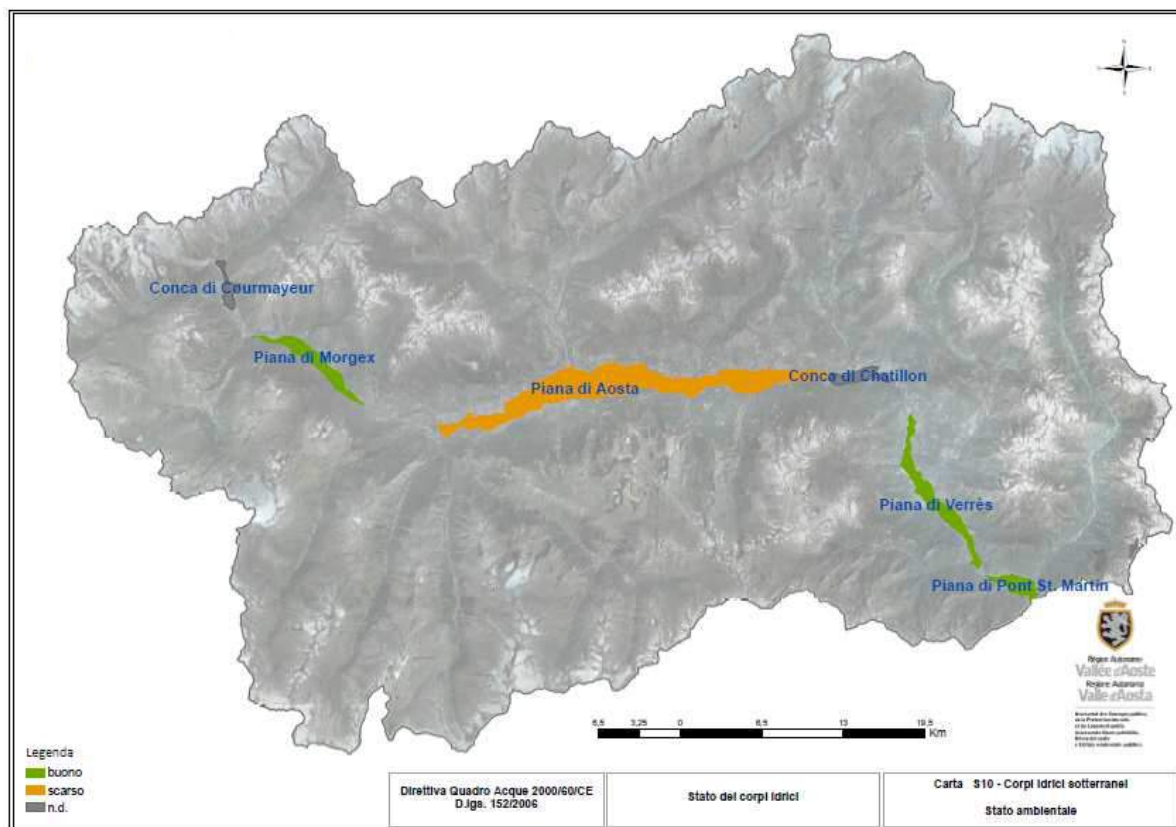 Conca di Courmayeur
Piana di Morgex
Piana di Aosta
Conca di Chatillon
Piana di Verrès
Piana di Pont St. Martin
Région Autonome
Vallée d'Aoste
Regione Autonoma
Valle d'Aosta
6,5 3,25 0 6,5 13 19,5
Km
Legenda
buono
scarso
n.d.
Direttiva Quadro Acque 2000/60/CE
D.lgs. 152/2006
Stato dei corpi idrici
Carta S10 - Corpi idrici sotterranei
Stato ambientale